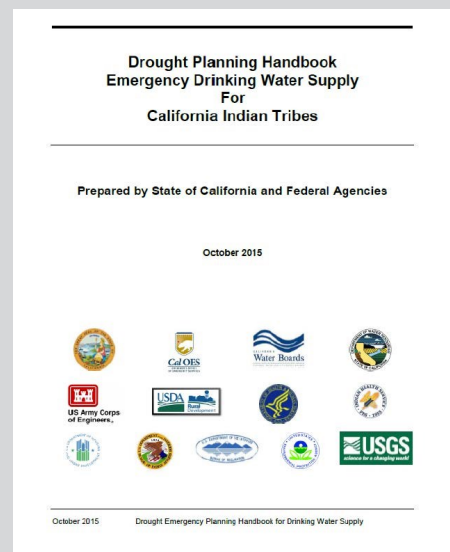 Drought Planning Handbook
Emergency Drinking Water Supply
For
California Indian Tribes
Prepared by State of California and Federal Agencies
October 2015
Cal OES
Water Boards
US Army Corps
of Engineers®
USDA
Rural
Development
USGS
science for a changing world
October 2015 Drought Emergency Planning Handbook for Drinking Water Supply